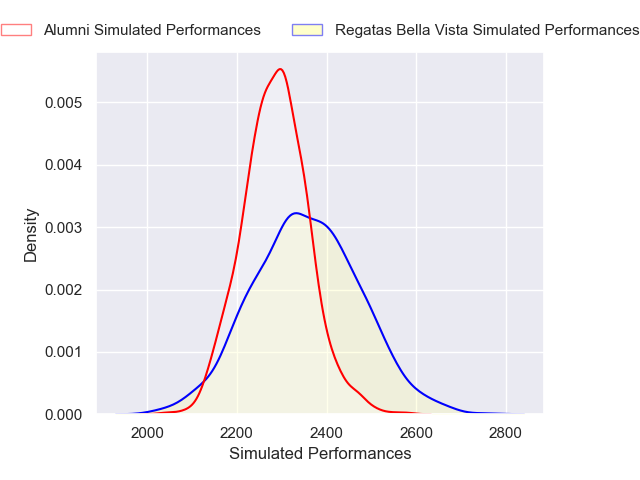 Alumni Simulated Performances Regatas Bella Vista Simulated Performances
0.005
0.004
0.003
0.002
0.001
0.000
Density
2000 2200 2400 2600 2800
Simulated Performances